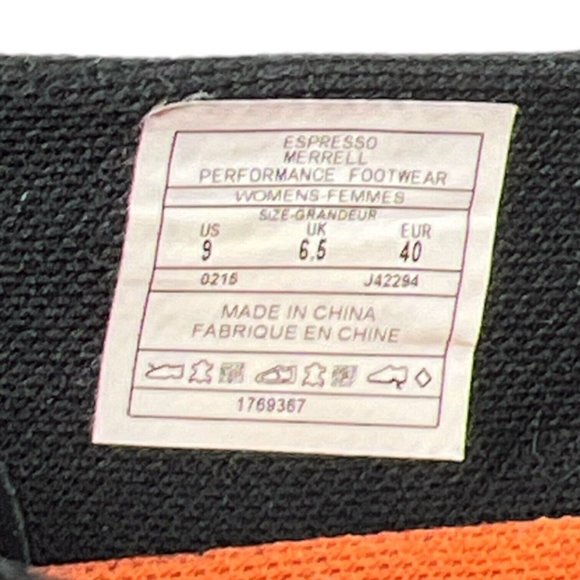 ESPRESSO
MERRELL
PERFORMANCE FOOTWEAR
WOMENS-FEMMES
SIZE-GRANDEUR
US UK EUR
9 6,5 40
0215 J42294
MADE IN CHINA
FABRIQUE EN CHINE
1769367